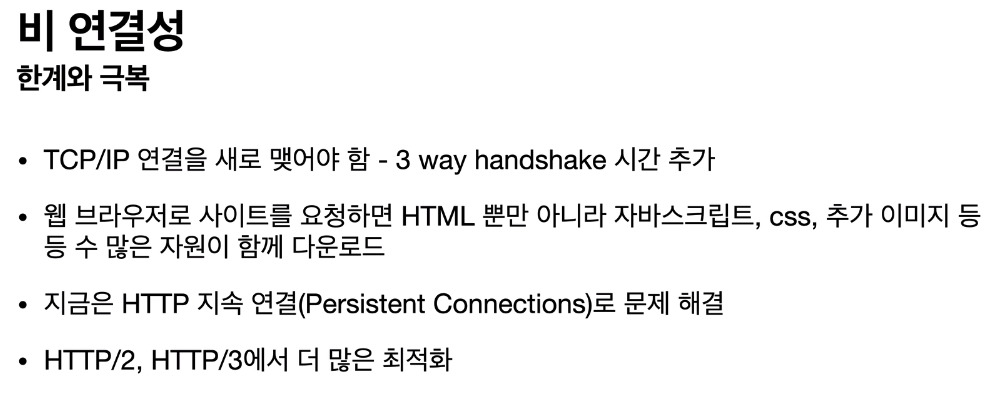 비 연결성
한계와 극복
• TCP/IP 연결을 새로 맺어야 함 - 3 way handshake 시간 추가
• 웹 브라우저로 사이트를 요청하면 HTML 뿐만 아니라 자바스크립트, css, 추가 이미지 등
등 수 많은 자원이 함께 다운로드
• 지금은 HTTP 지속 연결(Persistent Connections)로 문제 해결
• HTTP/2, HTTP/3에서 더 많은 최적화